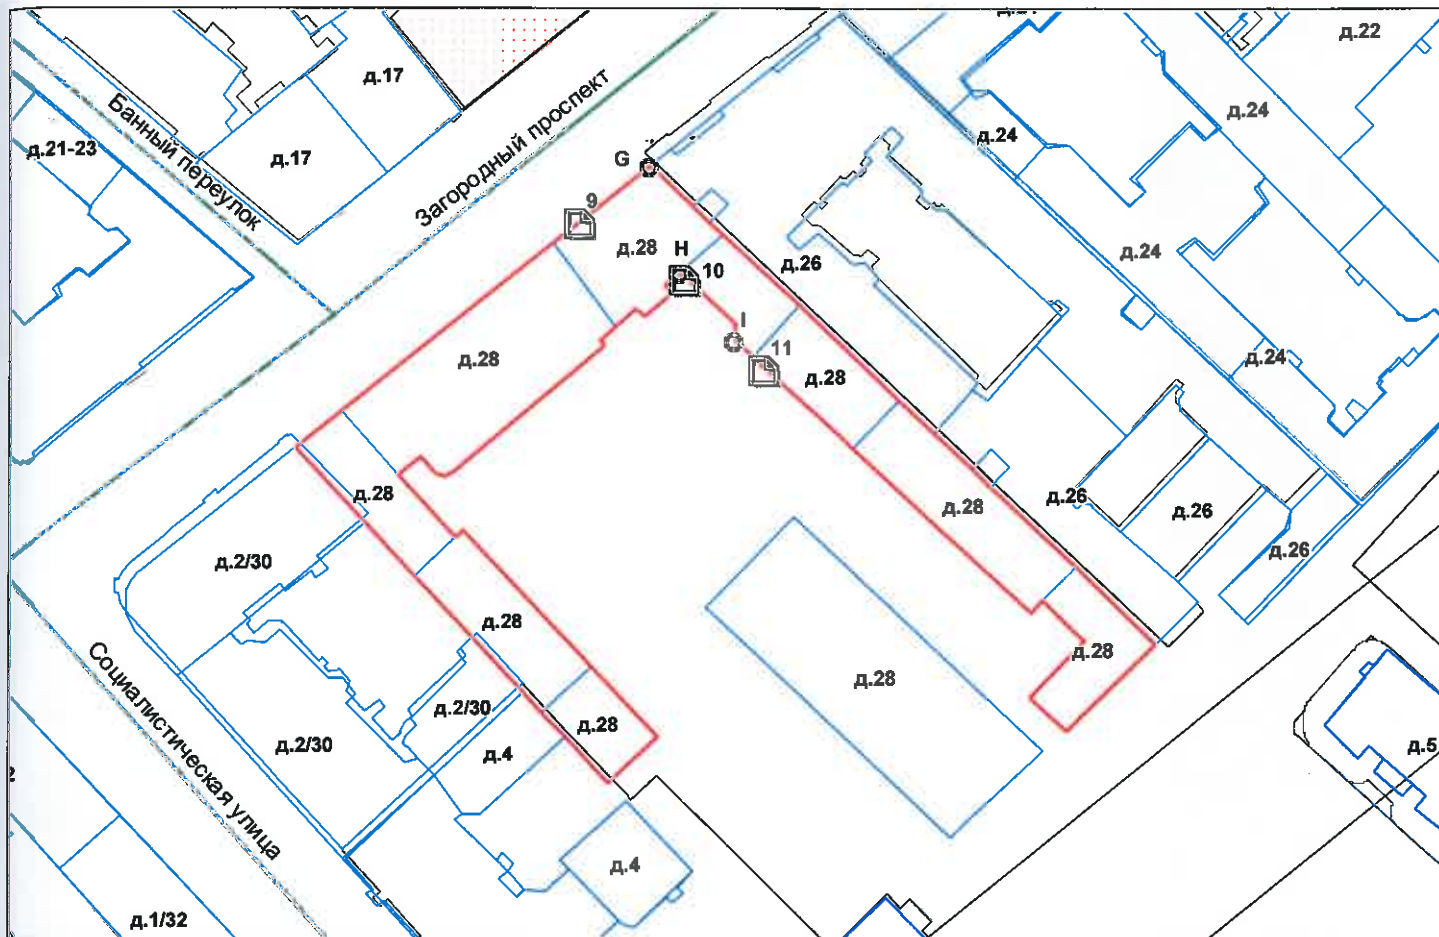 д.22
д.17
д.24
Банный переулок
Загородный проспект
д.24
д.21-23
д.17
G
9
д.28
H
10
д.26
д.24
I
11
д.28
д.28
д.24
д.28
д.28
д.26
д.26
д.26
д.2/30
д.28
д.28
д.28
Социалистическая улица
д.2/30
д.2/30
д.4
д.28
д.5
д.4
д.1/32